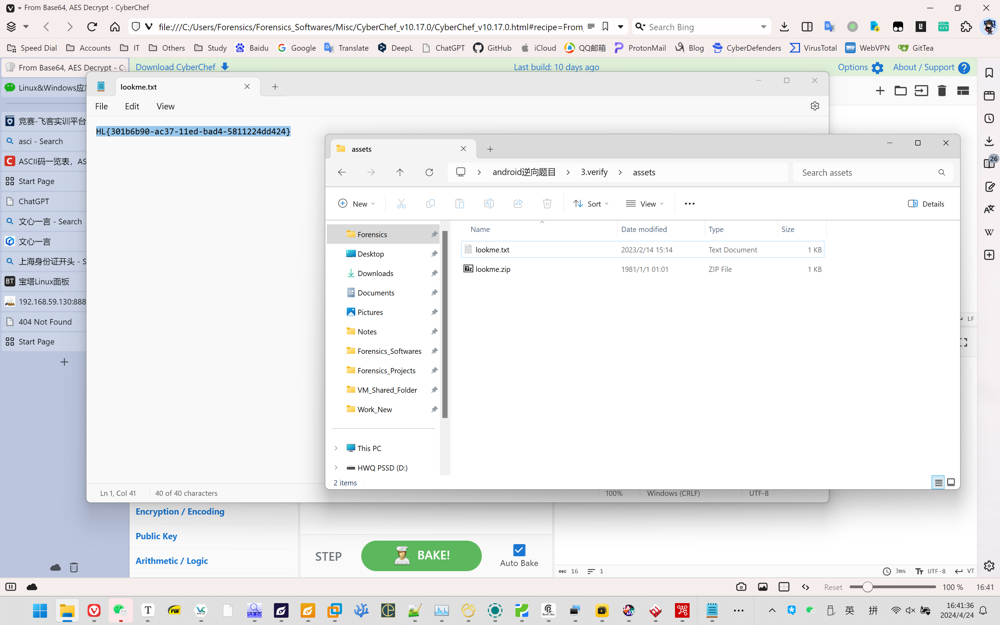 From Base64, AES Decrypt - CyberChef
file:///C:/Users/Forensics/Forensics_Softwares/Misc/CyberChef_v10.17.0/CyberChef_v10.17.0.html#recipe=From_
Search Bing
Speed Dial
Accounts
IT
Others
Study
Baidu
Google
Translate
DeepL
ChatGPT
GitHub
iCloud
QQ邮箱
ProtonMail
Blog
CyberDefenders
VirusTotal
WebVPN
GitTea
From Base64, AES Decrypt - Cy
Download CyberChef
Last build: 10 days ago
Options
About / Support
Linux&Windows应
竞赛-飞客实训平台
asci - Search
ASCII码一览表，AS
Start Page
ChatGPT
文心一言 - Search
文心一言
上海身份证开头 - S
宝塔Linux面板
192.168.59.130:888
404 Not Found
Start Page
lookme.txt
File
Edit
View
HL{301b6b90-ac37-11ed-bad4-5811224dd424}
Ln 1, Col 41
40 of 40 characters
100%
Windows (CRLF)
UTF-8
assets
android逆向题目
3.verify
assets
Search assets
New
Sort
View
Details
Name
Date modified
Type
Size
lookme.txt
2023/2/14 15:14
Text Document
1 KB
lookme.zip
1981/1/1 01:01
ZIP File
1 KB
Forensics
Desktop
Downloads
Documents
Pictures
Notes
Forensics_Softwares
Forensics_Projects
VM_Shared_Folder
Work_New
This PC
HWQ PSSD (D:)
2 items
26
LF
Encryption / Encoding
Public Key
Arithmetic / Logic
STEP
BAKE!
Auto Bake
16
1
3ms
UTF-8
VT
Reset
100 %
16:41
英
拼
16:41:36
2024/4/24